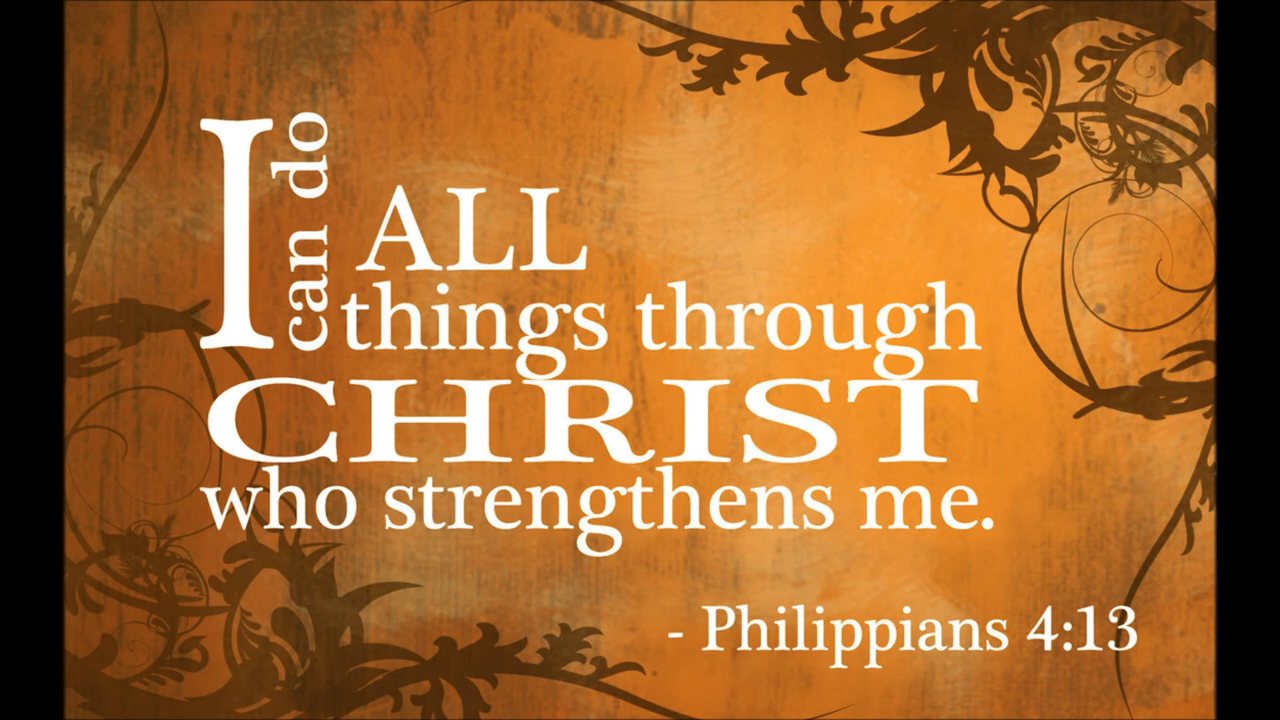 I can do ALL
things through
CHRIST
who strengthens me.
- Philippians 4:13